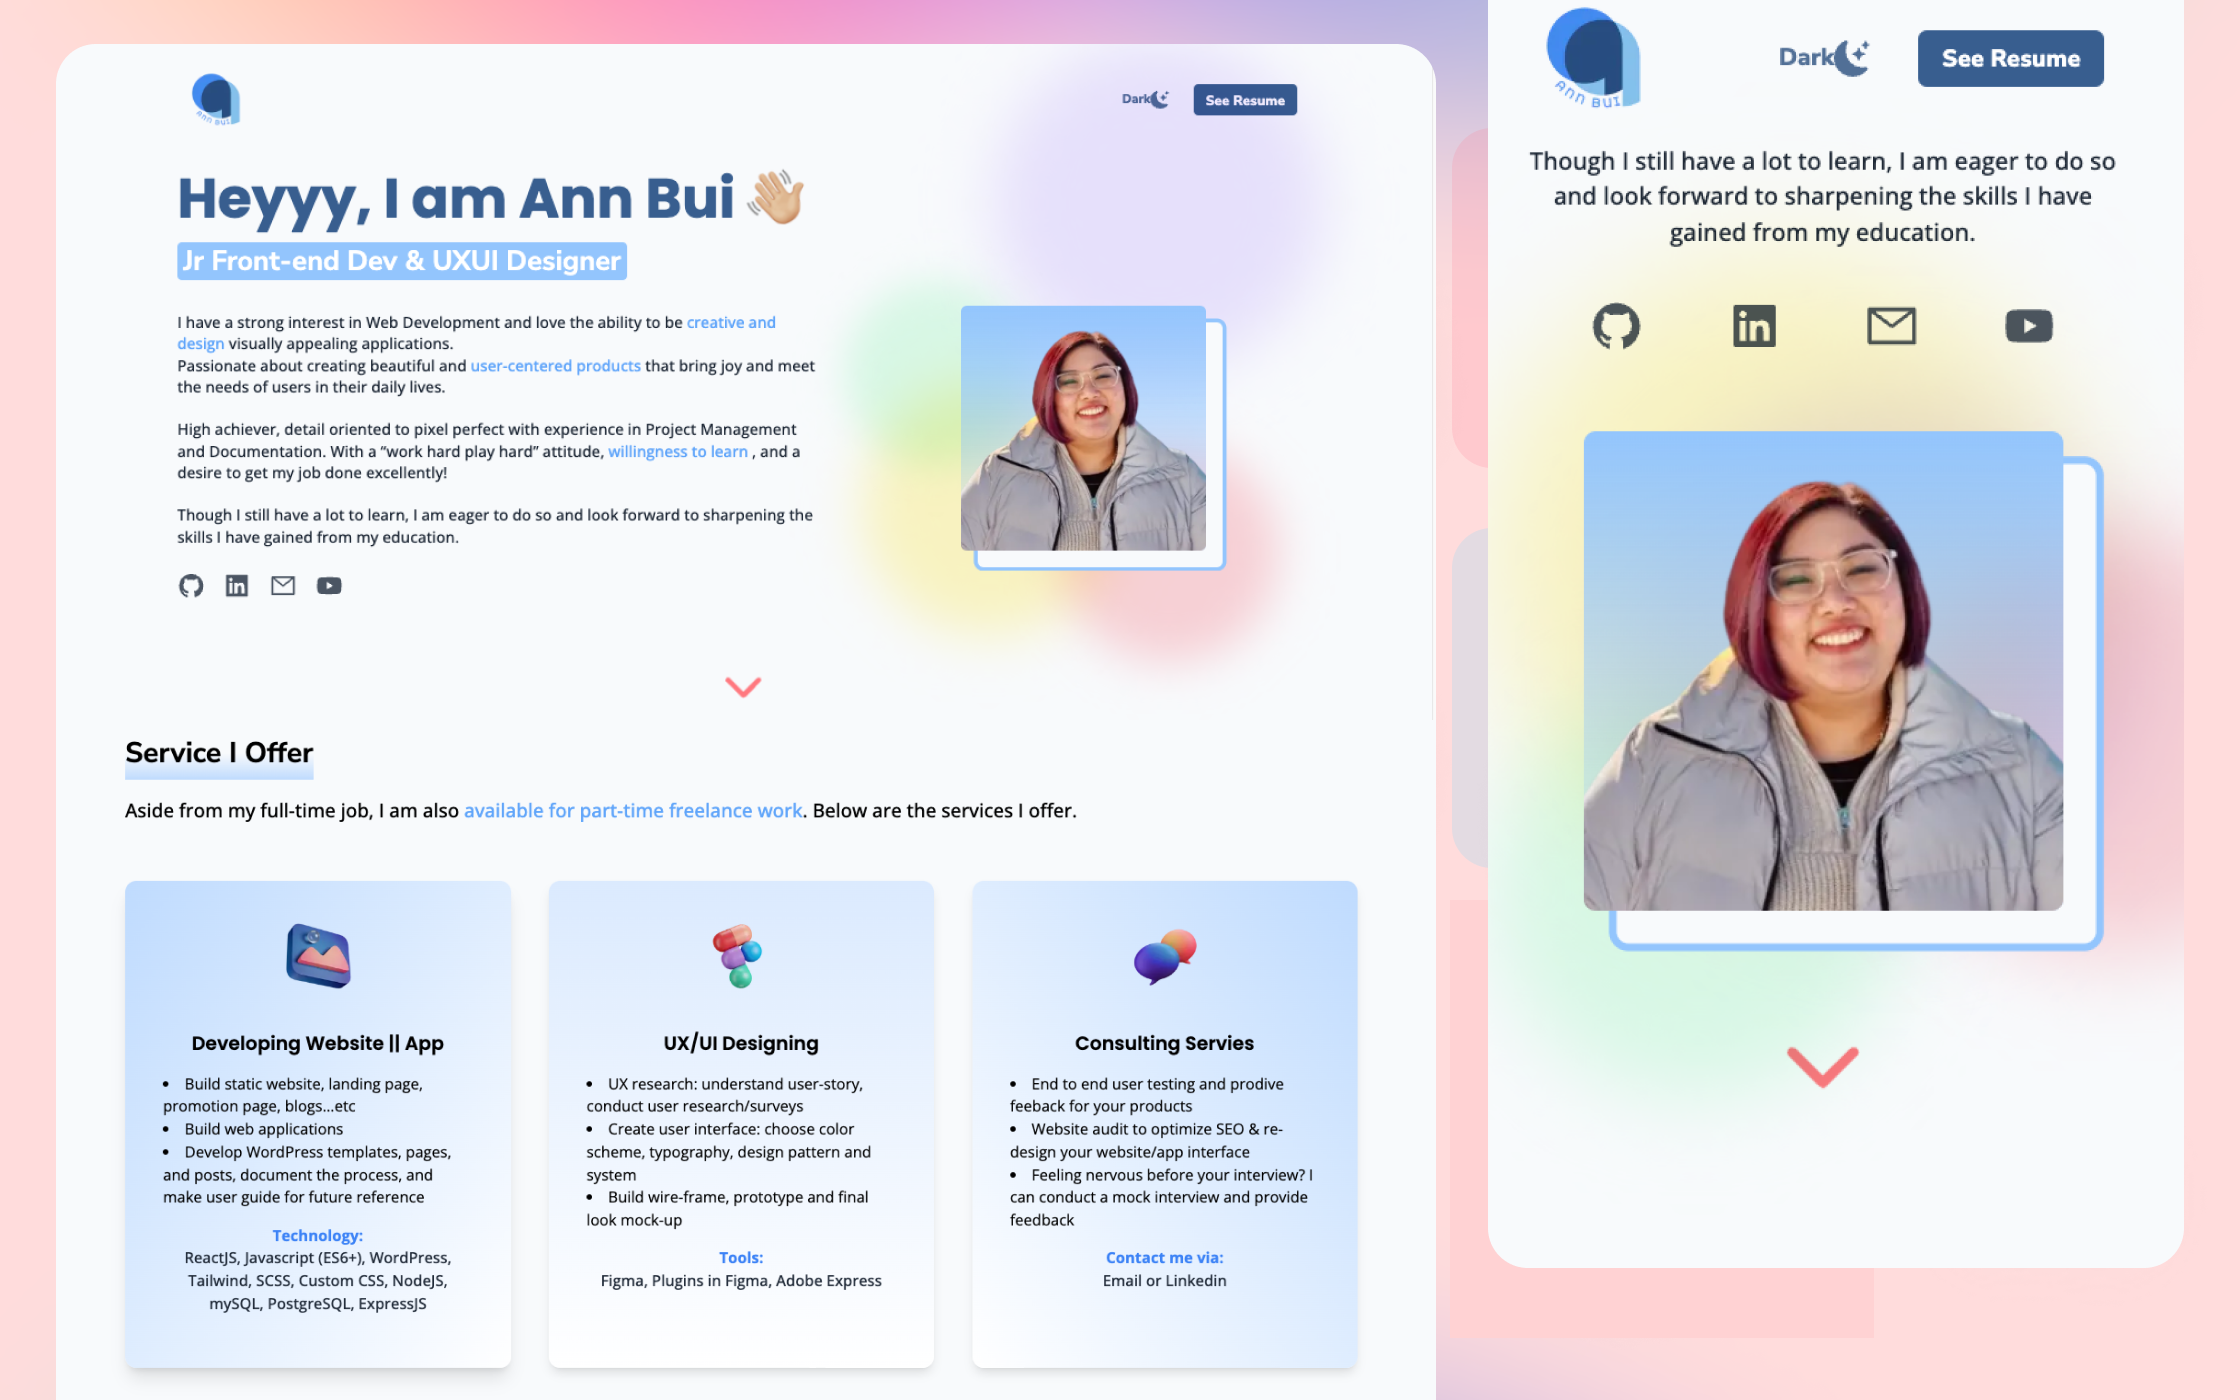 ANN BUI
Dark
See Resume
Heyyy, I am Ann Bui 👋🏼
Jr Front-end Dev & UXUI Designer
I have a strong interest in Web Development and love the ability to be creative and
design visually appealing applications.
Passionate about creating beautiful and user-centered products that bring joy and meet
the needs of users in their daily lives.
High achiever, detail oriented to pixel perfect with experience in Project Management
and Documentation. With a “work hard play hard” attitude, willingness to learn , and a
desire to get my job done excellently!
Though I still have a lot to learn, I am eager to do so and look forward to sharpening the
skills I have gained from my education.
in
Service I Offer
Aside from my full-time job, I am also available for part-time freelance work. Below are the services I offer.
Developing Website || App
• Build static website, landing page,
promotion page, blogs...etc
• Build web applications
• Develop WordPress templates, pages,
and posts, document the process, and
make user guide for future reference
Technology:
ReactJS, Javascript (ES6+), WordPress,
Tailwind, SCSS, Custom CSS, NodeJS,
mySQL, PostgreSQL, ExpressJS
UX/UI Designing
• UX research: understand user-story,
conduct user research/surveys
• Create user interface: choose color
scheme, typography, design pattern and
system
• Build wire-frame, prototype and final
look mock-up
Tools:
Figma, Plugins in Figma, Adobe Express
Consulting Servies
• End to end user testing and prodive
feeback for your products
• Website audit to optimize SEO & re-
design your website/app interface
• Feeling nervous before your interview? I
can conduct a mock interview and provide
feedback
Contact me via:
Email or Linkedin
ANN BUI
Dark
See Resume
Though I still have a lot to learn, I am eager to do so
and look forward to sharpening the skills I have
gained from my education.
in